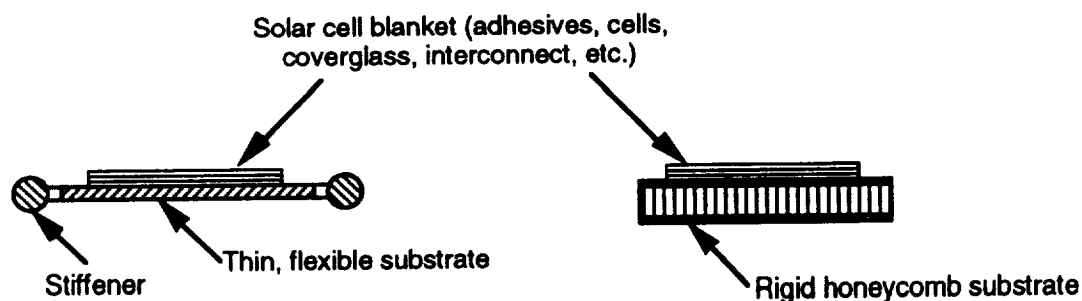 Solar cell blanket (adhesives, cells,
coverglass, interconnect, etc.)
Thin, flexible substrate
Stiffener
Rigid honeycomb substrate